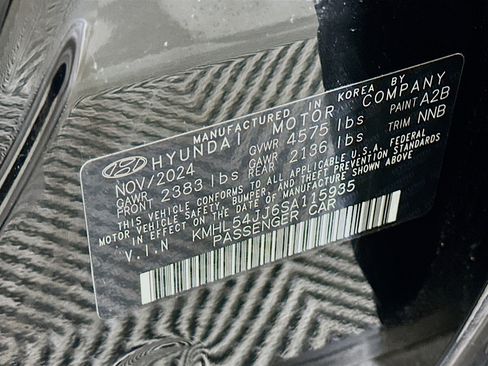 MANUFACTURED IN KOREA BY
HYUNDAI MOTOR COMPANY
NOV/2024 GVWR 4575 lbs PAINT A2B
GAWR FRONT 2383 lbs GAWR REAR 2136 lbs TRIM NNB
THIS VEHICLE CONFORMS TO ALL APPLICABLE U.S.A. FEDERAL
MOTOR VEHICLE SAFETY, BUMPER AND THEFT PREVENTION STANDARDS
IN EFFECT ON THE DATE OF MANUFACTURE SHOWN ABOVE
V.I.N KMHL54JJ6SA115935
PASSENGER CAR